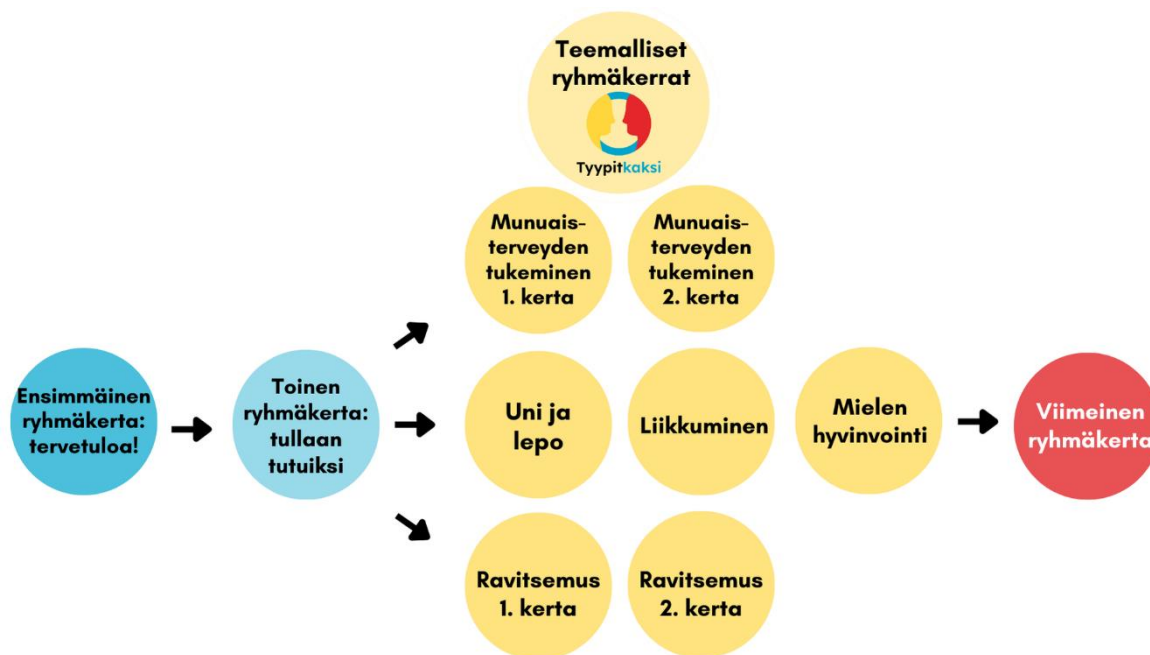 Teemalliset
ryhmäkerrat
Tyypitkaksi
Munuais-
terveyden
tukeminen
1. kerta
Munuais-
terveyden
tukeminen
2. kerta
Ensimmäinen
ryhmäkerta:
tervetuloa!
Toinen
ryhmäkerta:
tullaan
tutuiksi
Uni ja
lepo
Liikkuminen
Mielen
hyvinvointi
Viimeinen
ryhmäkerta
Ravitsemus
1. kerta
Ravitsemus
2. kerta